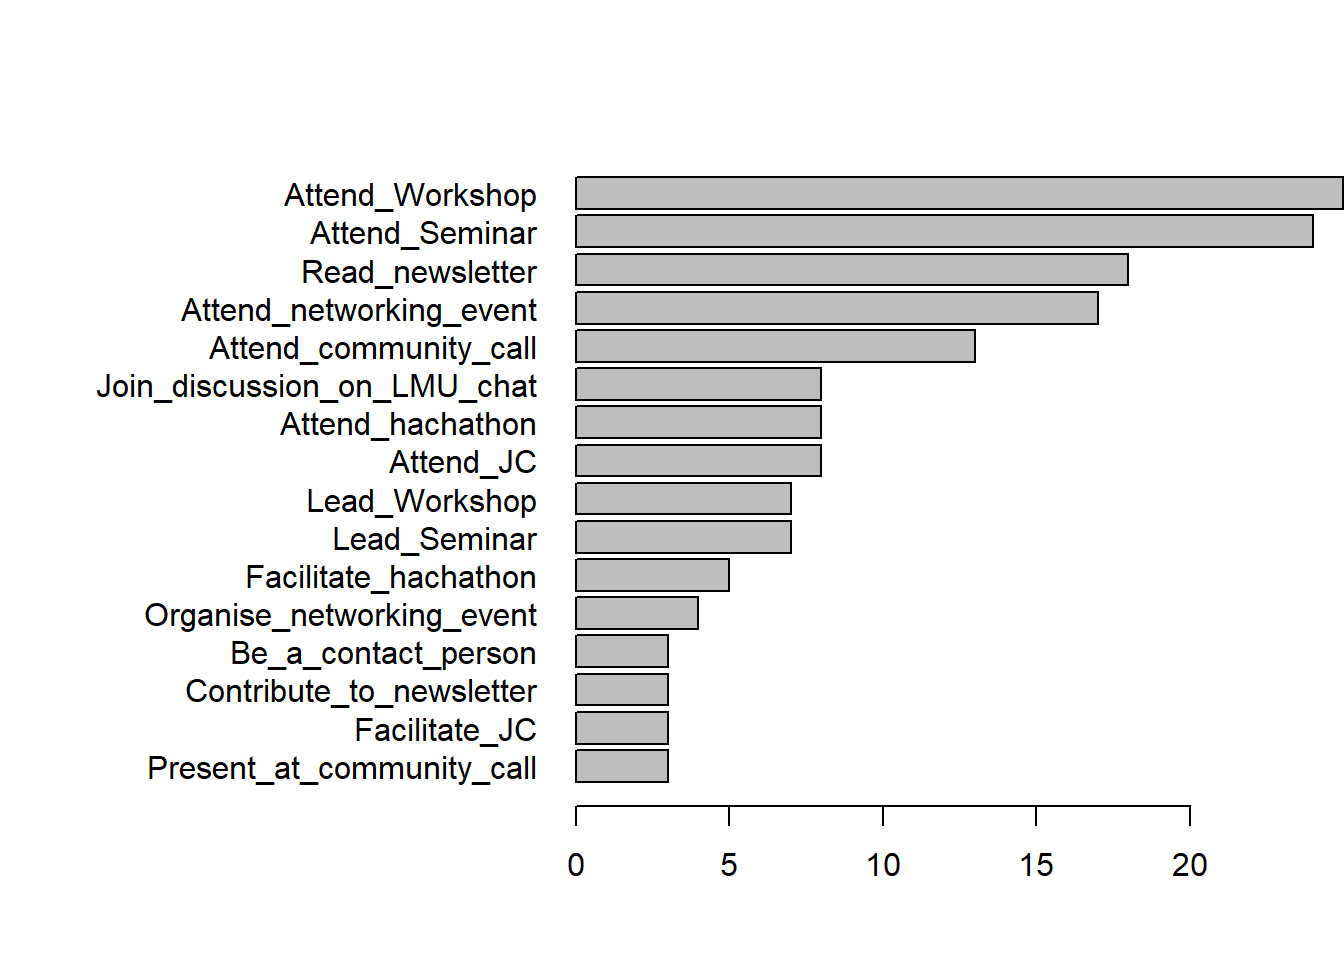 Attend_Workshop
Attend_Seminar
Read_newsletter
Attend_networking_event
Attend_community_call
Join_discussion_on_LMU_chat
Attend_hachathon
Attend_JC
Lead_Workshop
Lead_Seminar
Facilitate_hachathon
Organise_networking_event
Be_a_contact_person
Contribute_to_newsletter
Facilitate_JC
Present_at_community_call
0 5 10 15 20